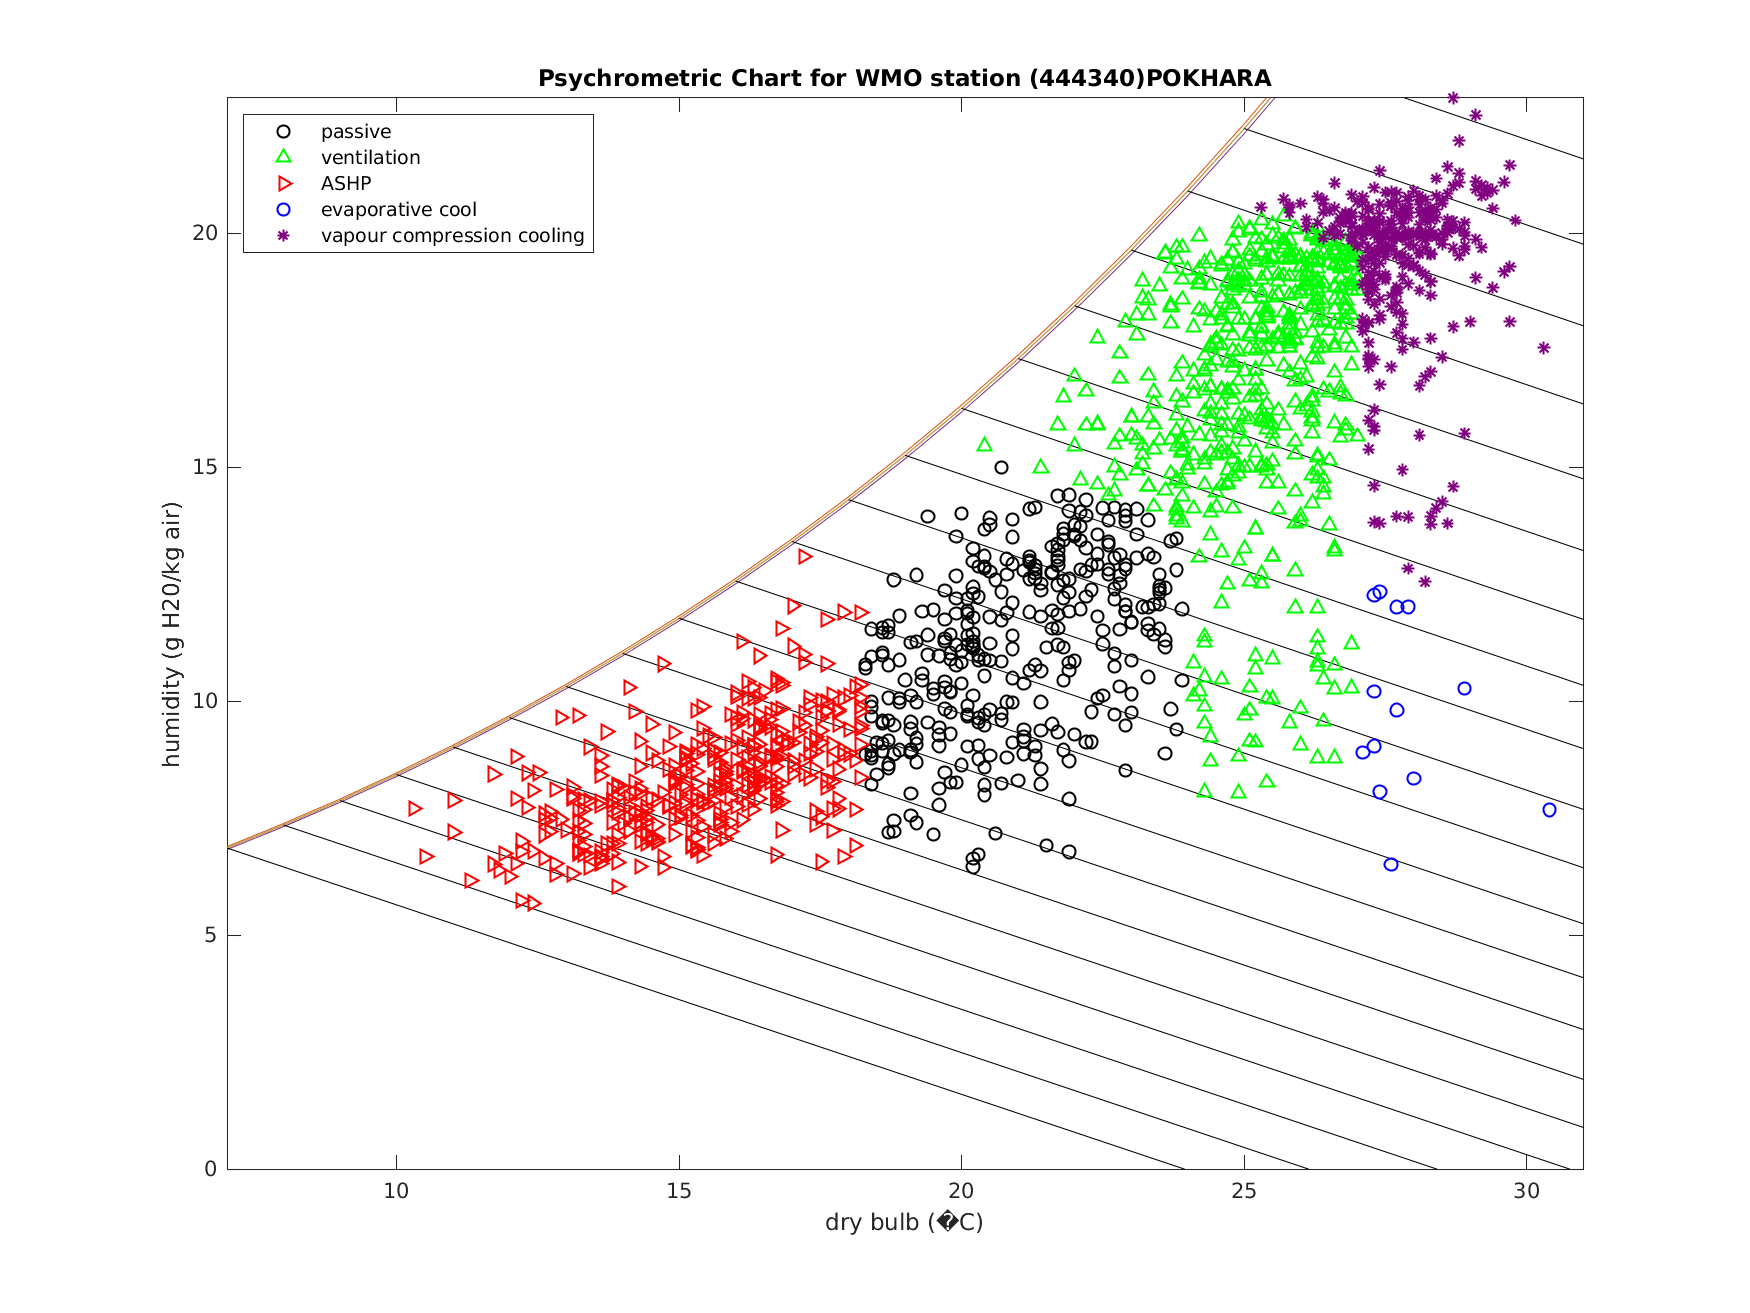 Psychrometric Chart for WMO station (444340)POKHARA
passive
ventilation
ASHP
evaporative cool
vapour compression cooling
humidity (g H20/kg air)
20
15
10
5
0
10 15 20 25 30
dry bulb (�C)